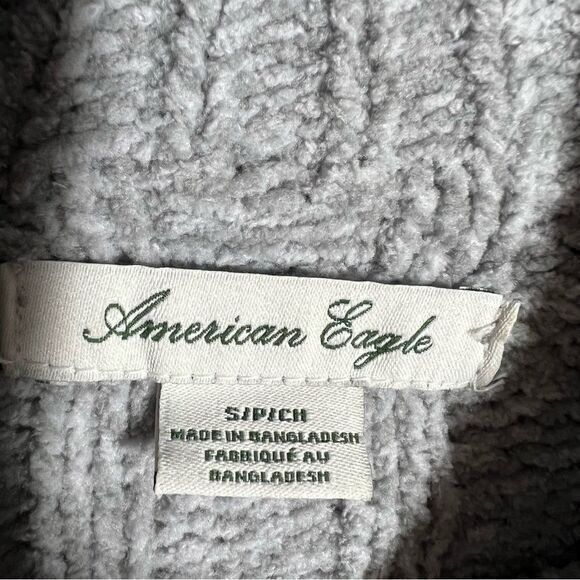 American Eagle
S/P/CH
MADE IN BANGLADESH
FABRIQUÉ AU
BANGLADESH